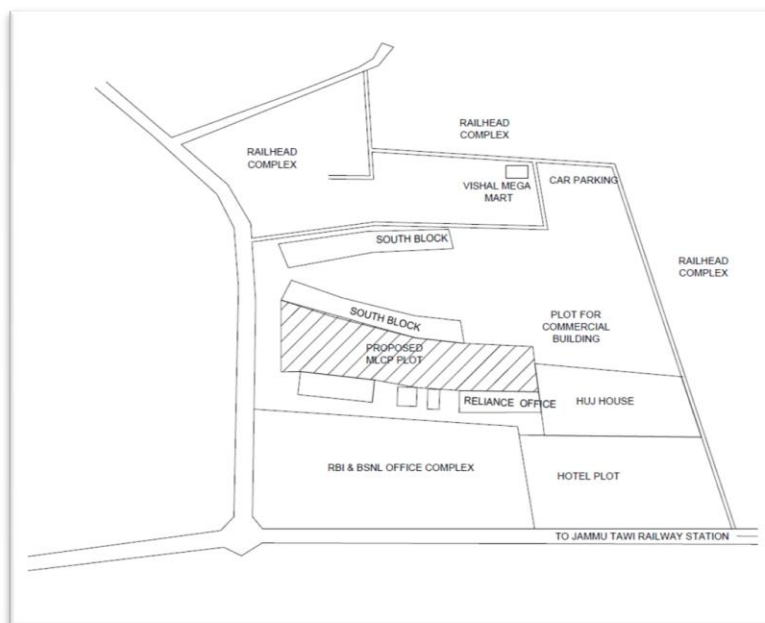 RAILHEAD
COMPLEX
RAILHEAD
COMPLEX
VISHAL MEGA
MART
CAR PARKING
SOUTH BLOCK
RAILHEAD
COMPLEX
SOUTH BLOCK
PLOT FOR
COMMERCIAL
BUILDING
PROPOSED
MLCP PLOT
RELIANCE OFFICE
HUJ HOUSE
RBI & BSNL OFFICE COMPLEX
HOTEL PLOT
TO JAMMU TAWI RAILWAY STATION